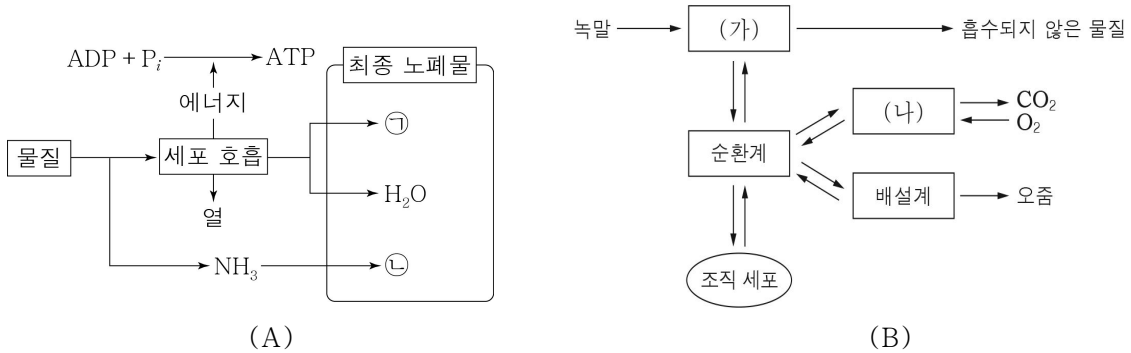 ADP + Pi
ATP
최종 노폐물
에너지
㉠
물질
세포 호흡
H₂O
열
NH₃
㉡
(A)
녹말
(가)
흡수되지 않은 물질
(나)
CO₂
O₂
순환계
배설계
오줌
조직 세포
(B)